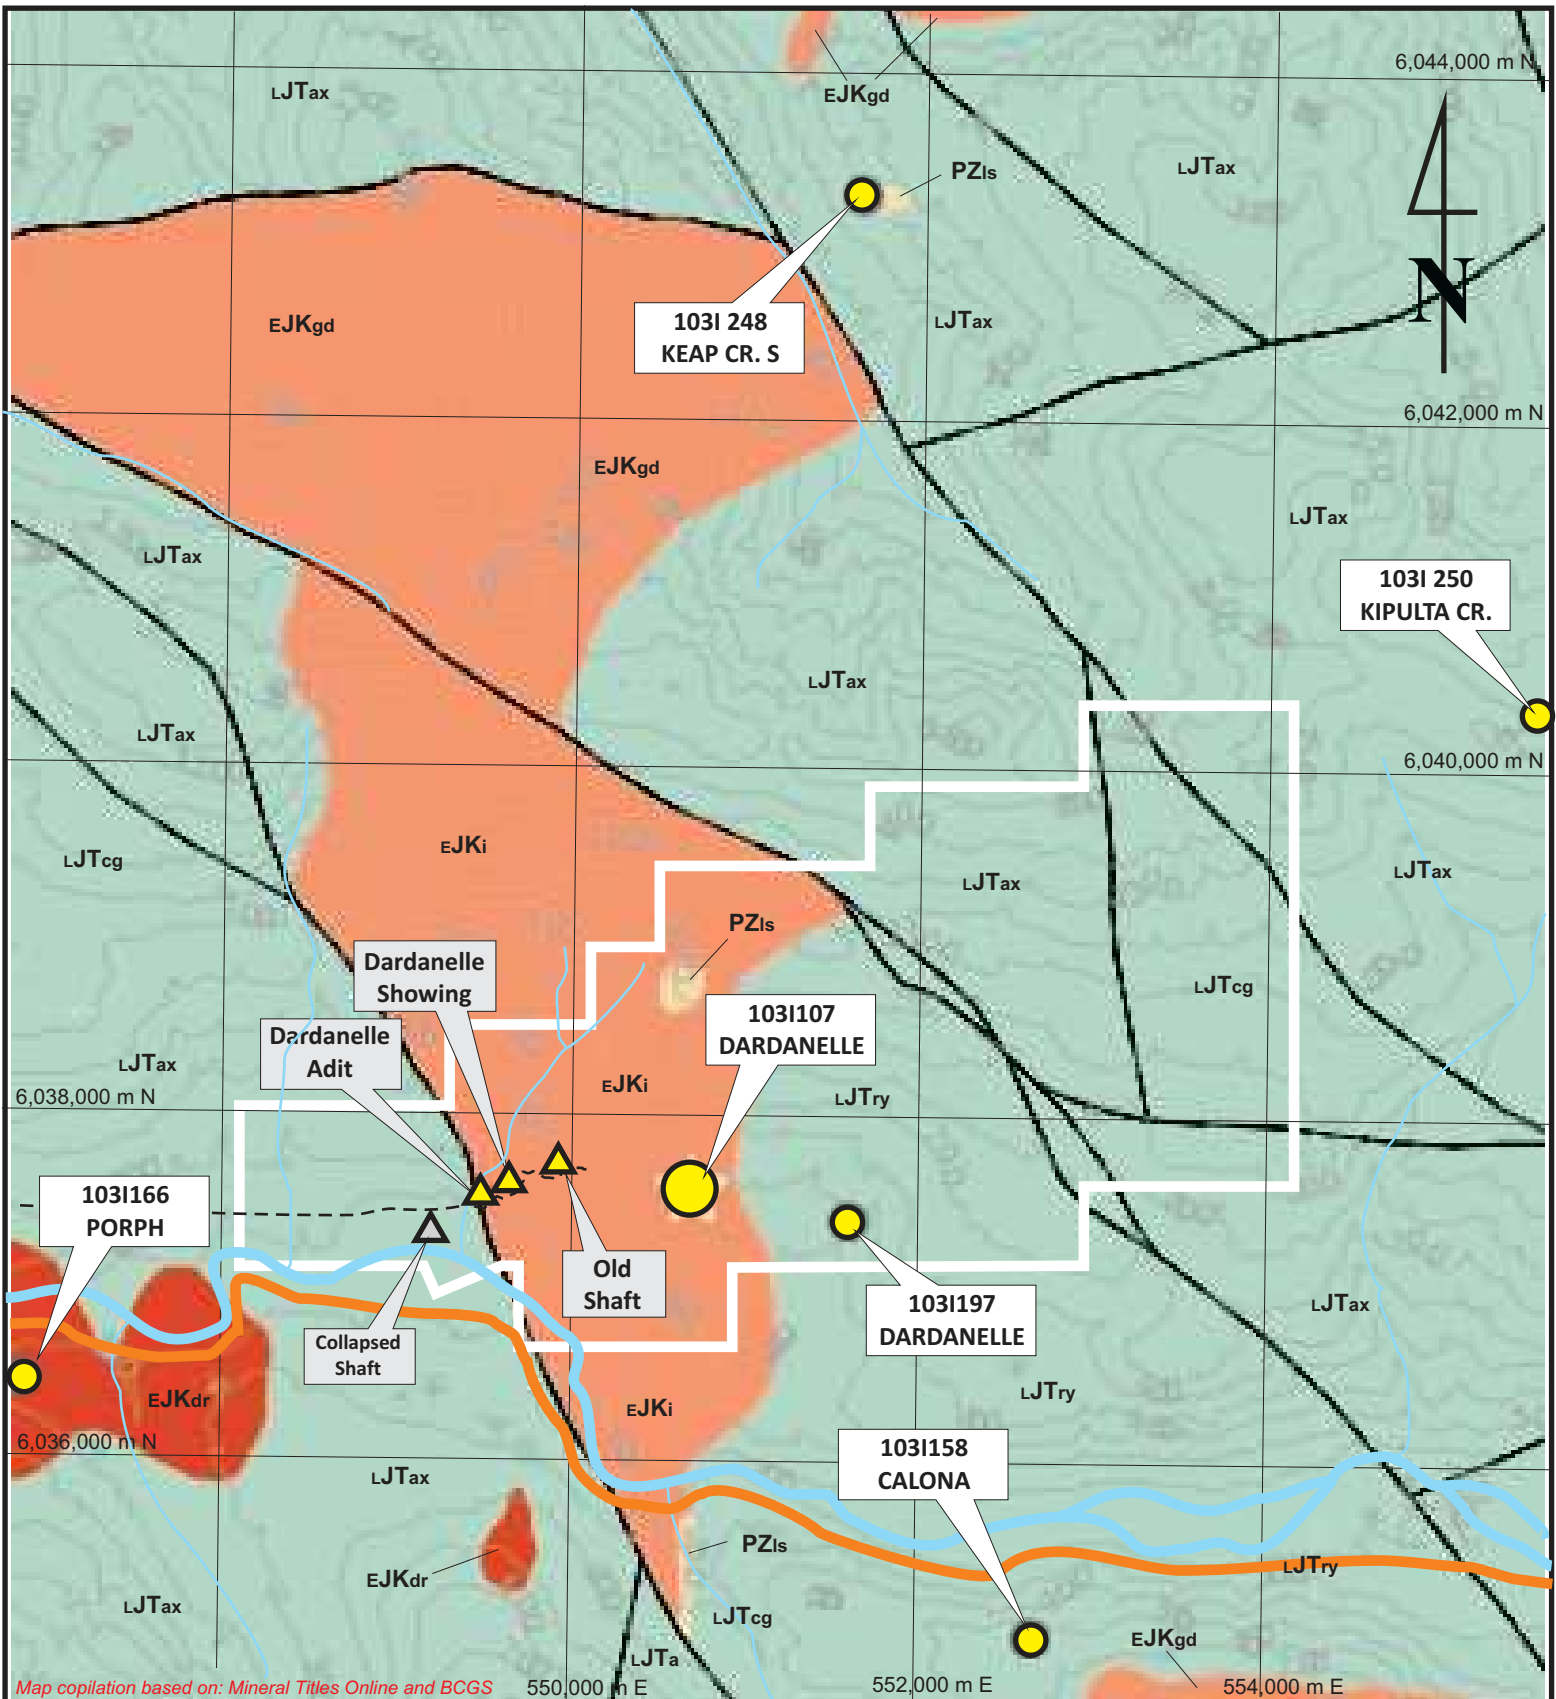 6,044,000 m N
LJTax
EJKgd
PZls
LJTax
N
103I 248
KEAP CR. S
EJKgd
LJTax
6,042,000 m N
EJKgd
LJTax
LJTax
103I 250
KIPULTA CR.
LJTax
LJTax
6,040,000 m N
EJKi
LJTcg
LJTax
LJTax
PZls
Dardanelle
Showing
LJTcg
103I107
DARDANELLE
Dardanelle
Adit
LJTax
EJKi
LJTry
6,038,000 m N
103I166
PORPH
Old
Shaft
103I197
DARDANELLE
LJTax
Collapsed
Shaft
EJKdr
LJTry
EJKi
6,036,000 m N
103I158
CALONA
LJTax
PZls
EJKdr
LJTry
LJTax
LJTcg
EJKgd
LJTa
Map copilation based on: Mineral Titles Online and BCGS
550,000 m E
552,000 m E
554,000 m E